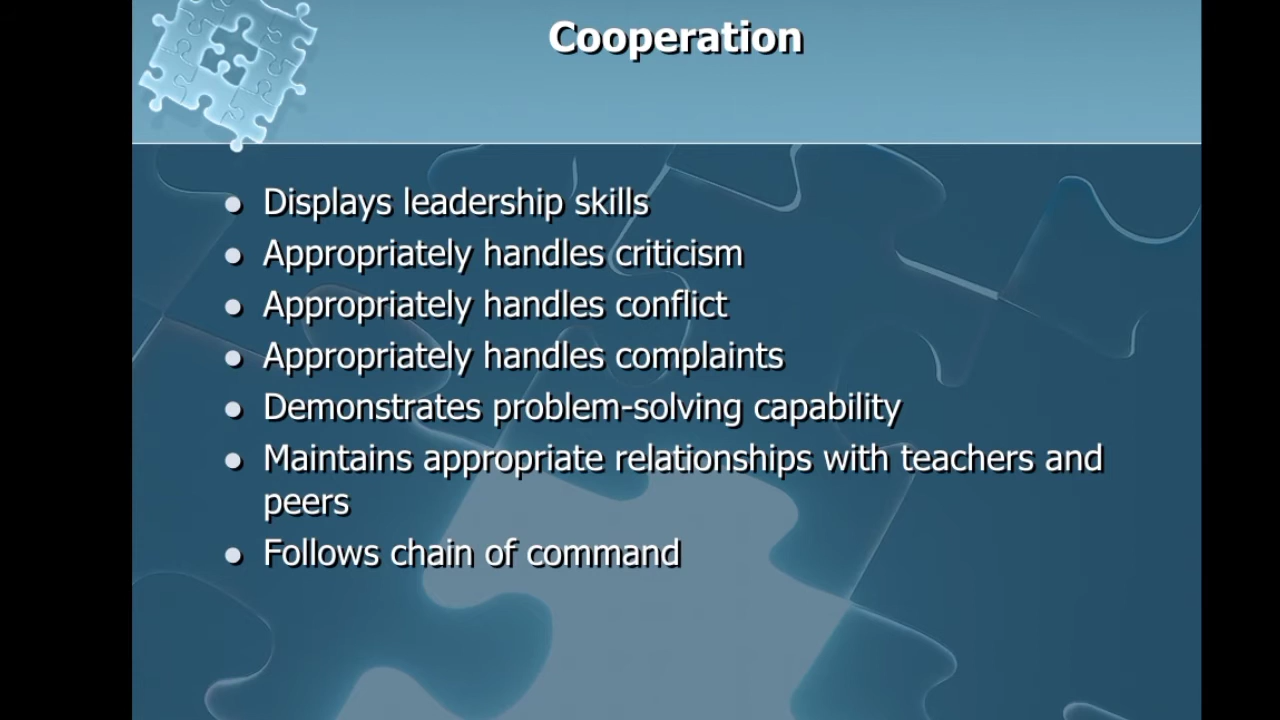 Cooperation
● Displays leadership skills
● Appropriately handles criticism
● Appropriately handles conflict
● Appropriately handles complaints
● Demonstrates problem-solving capability
● Maintains appropriate relationships with teachers and
peers
● Follows chain of command